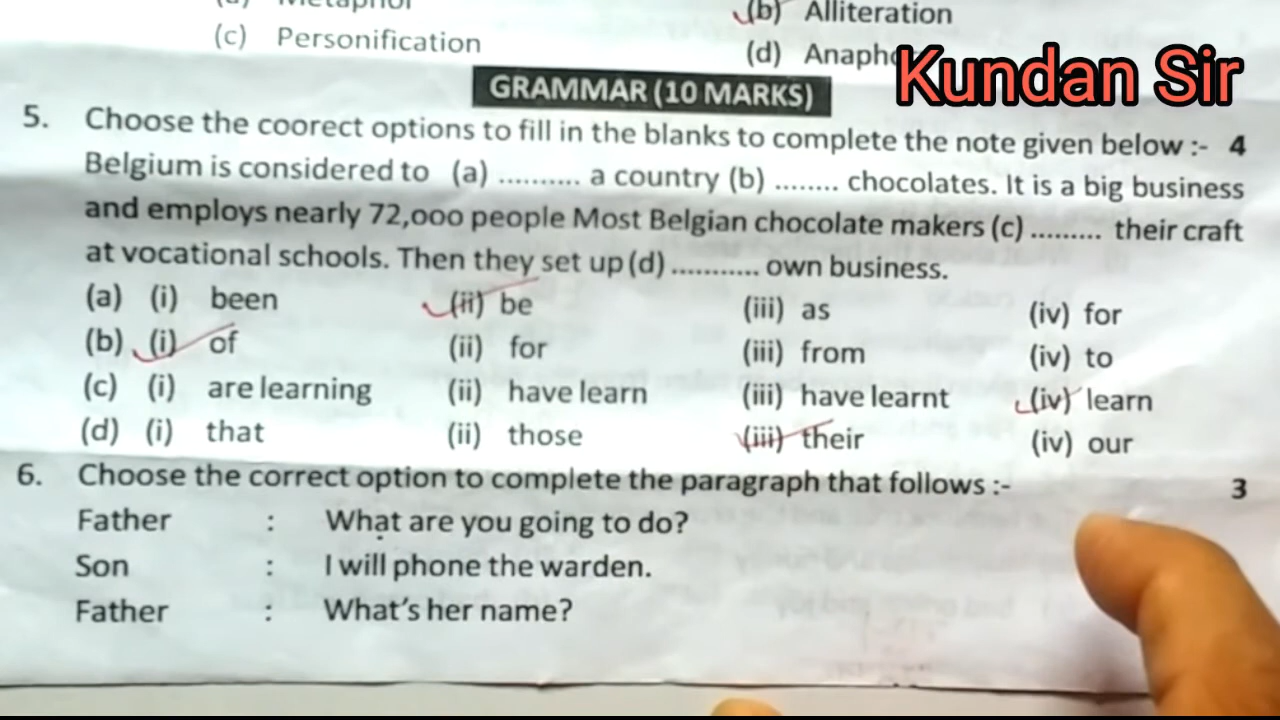 (b) Alliteration
(c) Personification
(d) Anapho
Kundan Sir
GRAMMAR (10 MARKS)
5. Choose the coorect options to fill in the blanks to complete the note given below :- 4
Belgium is considered to (a) .......... a country (b) ........ chocolates. It is a big business
and employs nearly 72,ooo people Most Belgian chocolate makers (c) ......... their craft
at vocational schools. Then they set up (d) ........... own business.
(a) (i) been (ii) be (iii) as (iv) for
(b) (i) of (ii) for (iii) from (iv) to
(c) (i) are learning (ii) have learn (iii) have learnt (iv) learn
(d) (i) that (ii) those (iii) their (iv) our
6. Choose the correct option to complete the paragraph that follows :- 3
Father : What are you going to do?
Son : I will phone the warden.
Father : What's her name?